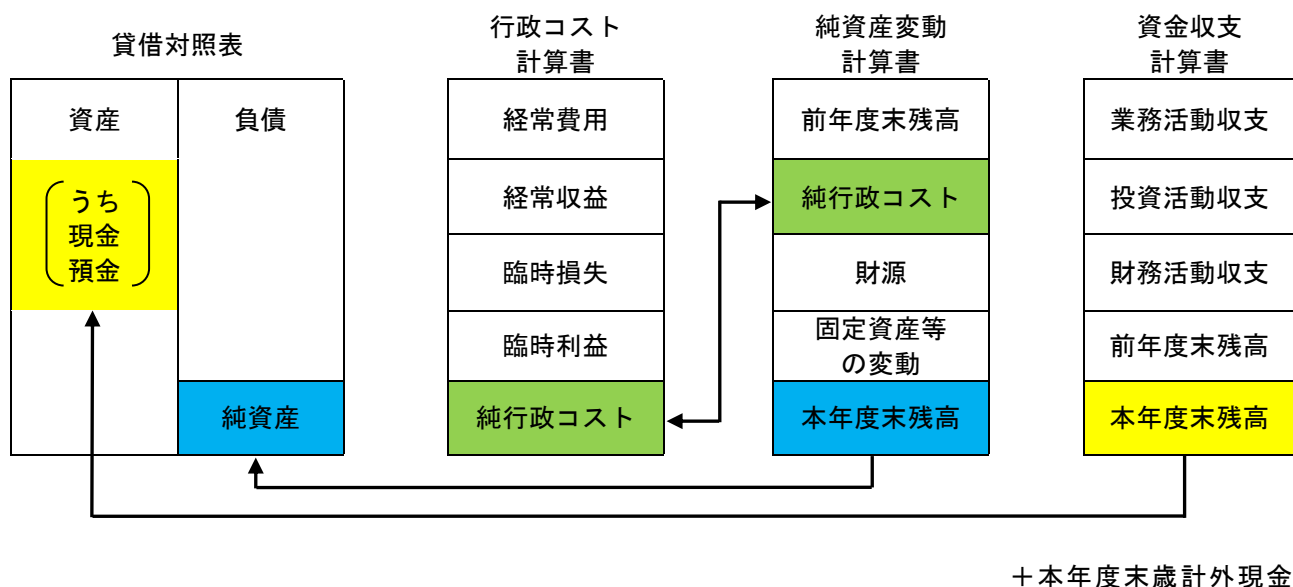 貸借対照表
資産
負債
うち
現金
預金
純資産
行政コスト
計算書
経常費用
経常収益
臨時損失
臨時利益
純行政コスト
純資産変動
計算書
前年度末残高
純行政コスト
財源
固定資産等
の変動
本年度末残高
資金収支
計算書
業務活動収支
投資活動収支
財務活動収支
前年度末残高
本年度末残高
＋本年度末歳計外現金